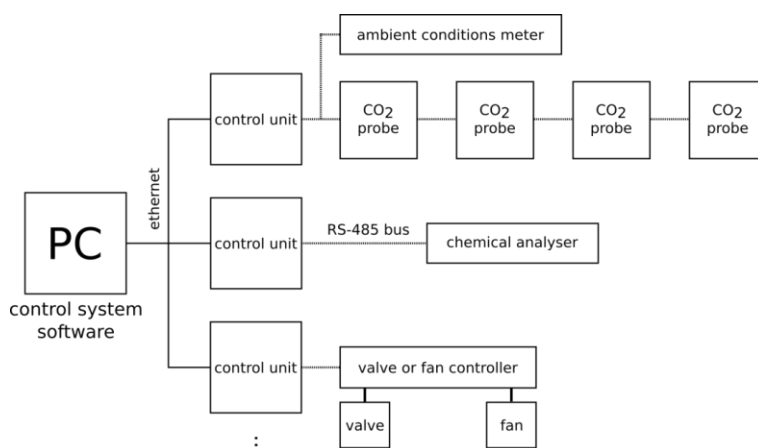 ambient conditions meter
control unit
CO2
probe
CO2
probe
CO2
probe
CO2
probe
ethernet
PC
control system
software
control unit
RS-485 bus
chemical analyser
control unit
valve or fan controller
valve
fan
: